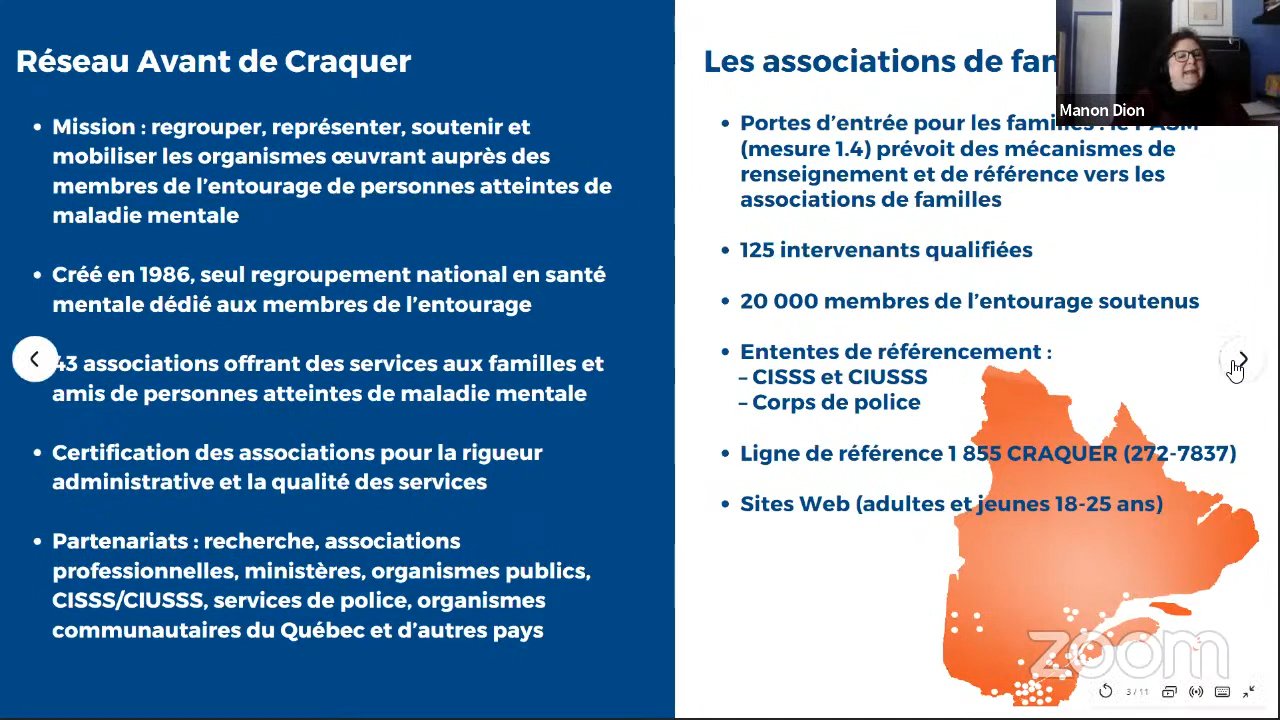 Réseau Avant de Craquer
• Mission : regrouper, représenter, soutenir et
mobiliser les organismes œuvrant auprès des
membres de l'entourage de personnes atteintes de
maladie mentale
• Créé en 1986, seul regroupement national en santé
mentale dédié aux membres de l'entourage
43 associations offrant des services aux familles et
amis de personnes atteintes de maladie mentale
• Certification des associations pour la rigueur
administrative et la qualité des services
• Partenariats : recherche, associations
professionnelles, ministères, organismes publics,
CISSS/CIUSSS, services de police, organismes
communautaires du Québec et d'autres pays
Les associations de
Manon Dion
• Portes d'entrée pour les familles : le
(mesure 1.4) prévoit des mécanismes de
renseignement et de référence vers les
associations de familles
• 125 intervenants qualifiées
• 20 000 membres de l'entourage soutenus
• Ententes de référencement :
– CISSS et CIUSSS
– Corps de police
• Ligne de référence 1 855 CRAQUER (272-7837)
• Sites Web (adultes et jeunes 18-25 ans)
zoom
3 / 11